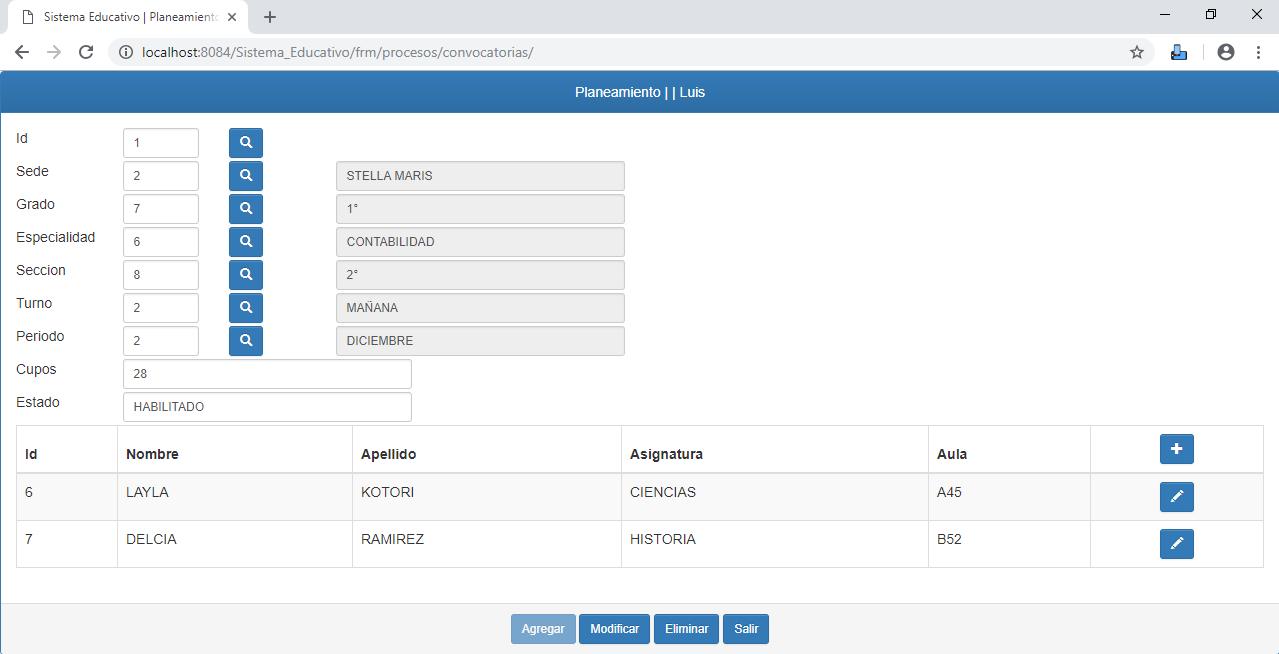 Sistema Educativo | Planeamiento
localhost:8084/Sistema_Educativo/frm/procesos/convocatorias/
Planeamiento | | Luis
Id 1
Sede 2 STELLA MARIS
Grado 7 1°
Especialidad 6 CONTABILIDAD
Seccion 8 2°
Turno 2 MAÑANA
Periodo 2 DICIEMBRE
Cupos 28
Estado HABILITADO
Id Nombre Apellido Asignatura Aula
6 LAYLA KOTORI CIENCIAS A45
7 DELCIA RAMIREZ HISTORIA B52
Agregar Modificar Eliminar Salir